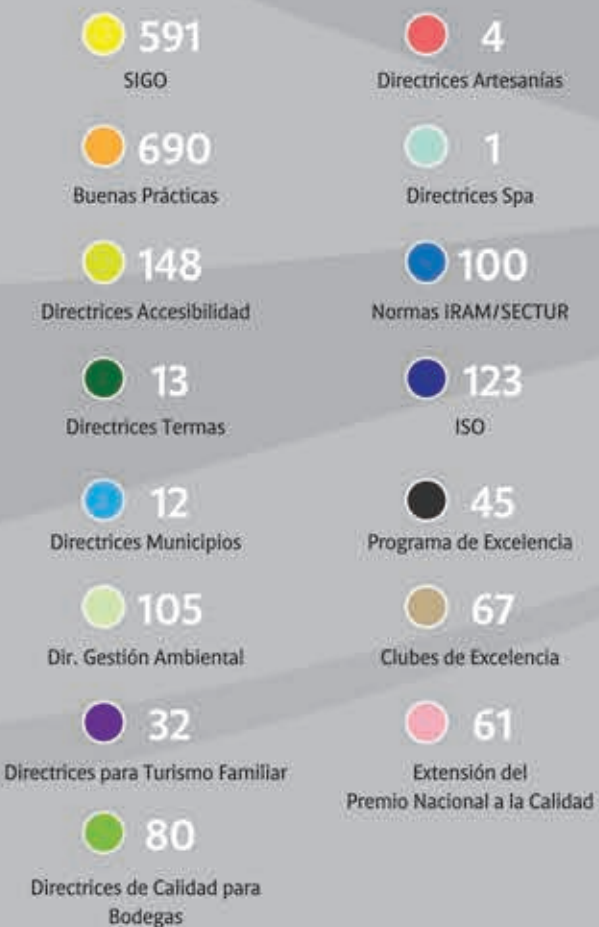 591
SIGO
690
Buenas Prácticas
148
Directrices Accesibilidad
13
Directrices Termas
12
Directrices Municipios
105
Dir. Gestión Ambiental
32
Directrices para Turismo Familiar
80
Directrices de Calidad para
Bodegas
4
Directrices Artesanías
1
Directrices Spa
100
Normas IRAM/SECTUR
123
ISO
45
Programa de Excelencia
67
Clubes de Excelencia
61
Extensión del
Premio Nacional a la Calidad